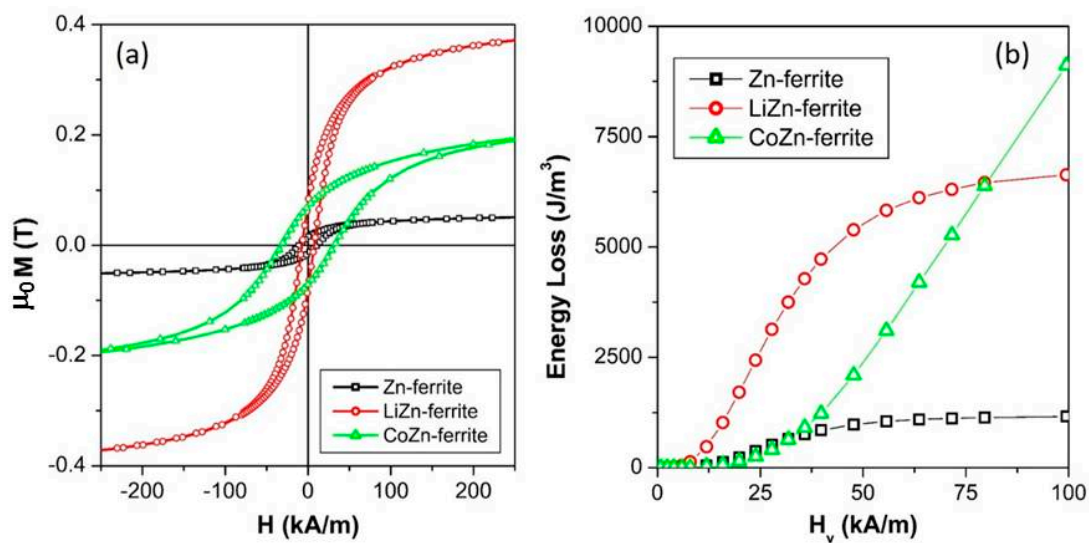 (a)
μ₀M (T)
0.4
0.2
0.0
-0.2
-0.4
Zn-ferrite
LiZn-ferrite
CoZn-ferrite
-200 -100 0 100 200
H (kA/m)
(b)
Energy Loss (J/m³)
10000
7500
5000
2500
0
Zn-ferrite
LiZn-ferrite
CoZn-ferrite
0 25 50 75 100
Hᵥ (kA/m)